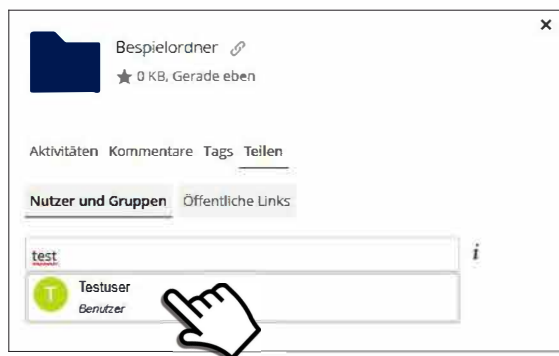 ×
Bespielordner
★ 0 KB, Gerade eben
Aktivitäten Kommentare Tags Teilen
Nutzer und Gruppen Öffentliche Links
test
i
T
Testuser
Benutzer